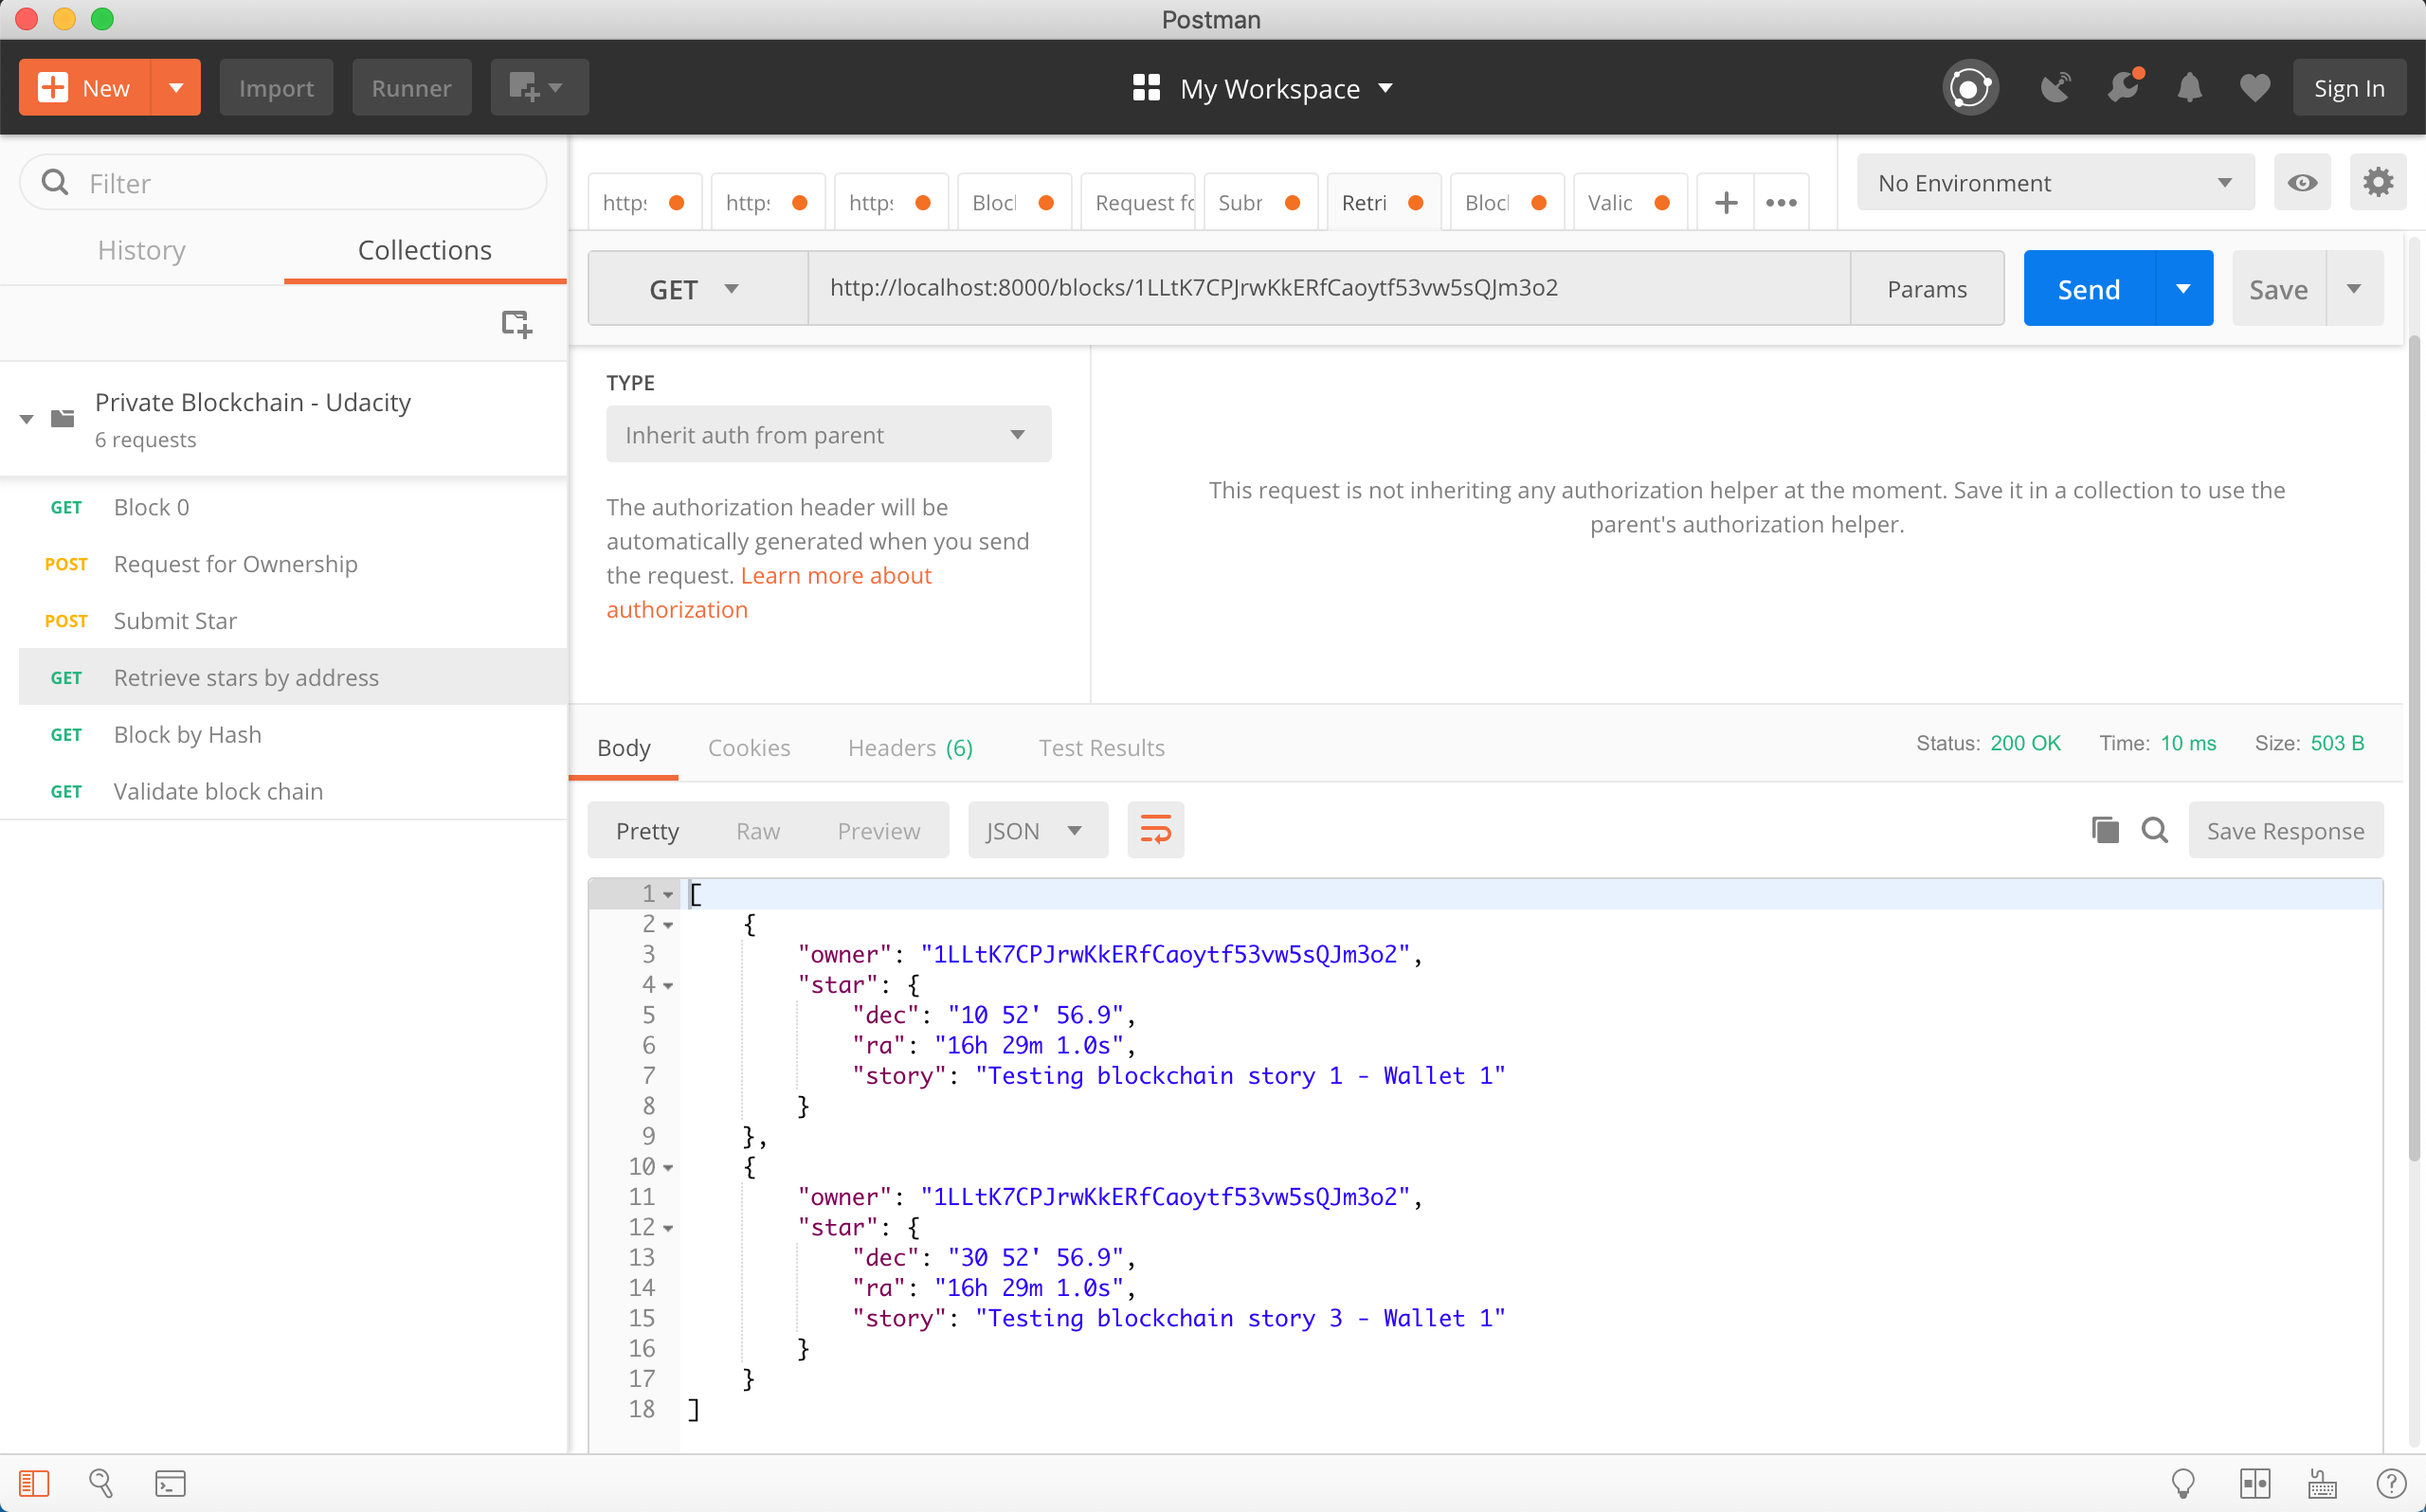 Postman
New
Import
Runner
My Workspace
Sign In
Filter
History
Collections
Private Blockchain - Udacity
6 requests
GET Block 0
POST Request for Ownership
POST Submit Star
GET Retrieve stars by address
GET Block by Hash
GET Validate block chain
https
https
https
Bloc
Request fo
Subr
Retri
Bloc
Valic
No Environment
GET
http://localhost:8000/blocks/1LLtK7CPJrwKkERfCaoytf53vw5sQJm3o2
Params
Send
Save
TYPE
Inherit auth from parent
The authorization header will be
automatically generated when you send
the request. Learn more about
authorization
This request is not inheriting any authorization helper at the moment. Save it in a collection to use the
parent's authorization helper.
Body
Cookies
Headers (6)
Test Results
Status: 200 OK
Time: 10 ms
Size: 503 B
Pretty
Raw
Preview
JSON
Save Response
1 [
2 {
3 "owner": "1LLtK7CPJrwKkERfCaoytf53vw5sQJm3o2",
4 "star": {
5 "dec": "10 52' 56.9",
6 "ra": "16h 29m 1.0s",
7 "story": "Testing blockchain story 1 - Wallet 1"
8 }
9 },
10 {
11 "owner": "1LLtK7CPJrwKkERfCaoytf53vw5sQJm3o2",
12 "star": {
13 "dec": "30 52' 56.9",
14 "ra": "16h 29m 1.0s",
15 "story": "Testing blockchain story 3 - Wallet 1"
16 }
17 }
18 ]